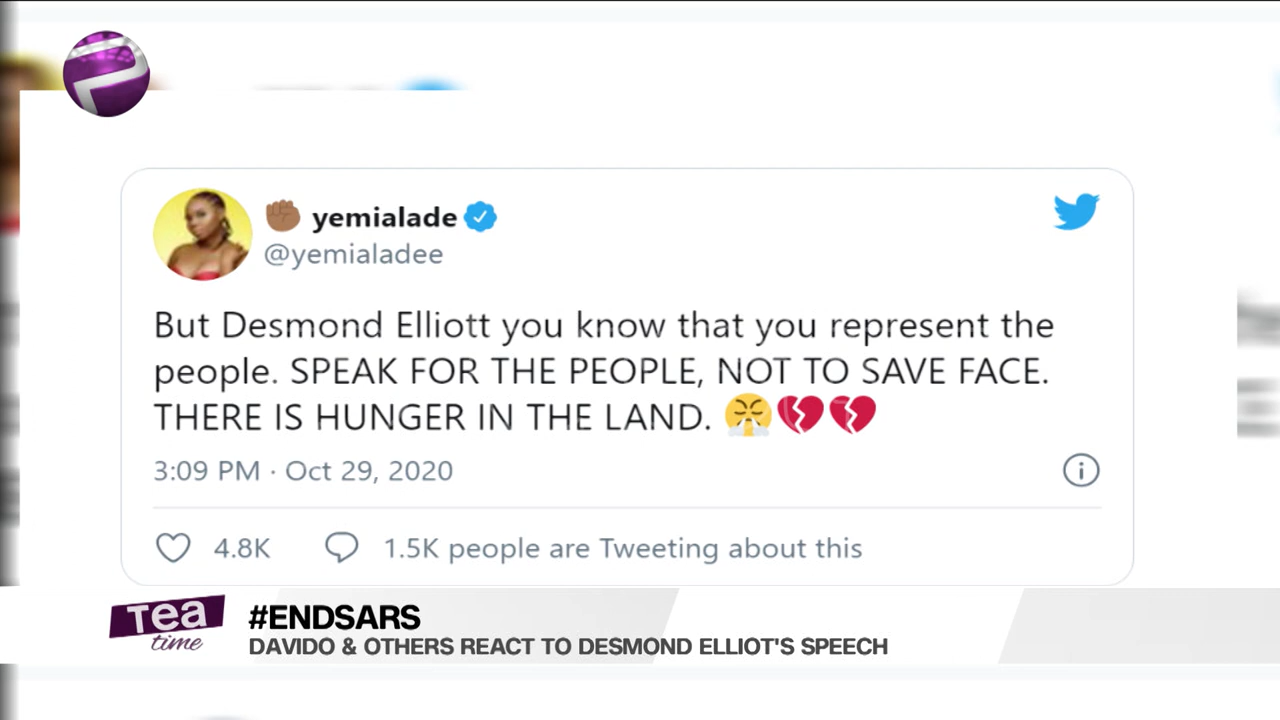 yemialade
@yemialadee
But Desmond Elliott you know that you represent the
people. SPEAK FOR THE PEOPLE, NOT TO SAVE FACE.
THERE IS HUNGER IN THE LAND. 😤💔💔
3:09 PM · Oct 29, 2020
4.8K 1.5K people are Tweeting about this
Tea
time
#ENDSARS
DAVIDO & OTHERS REACT TO DESMOND ELLIOT'S SPEECH